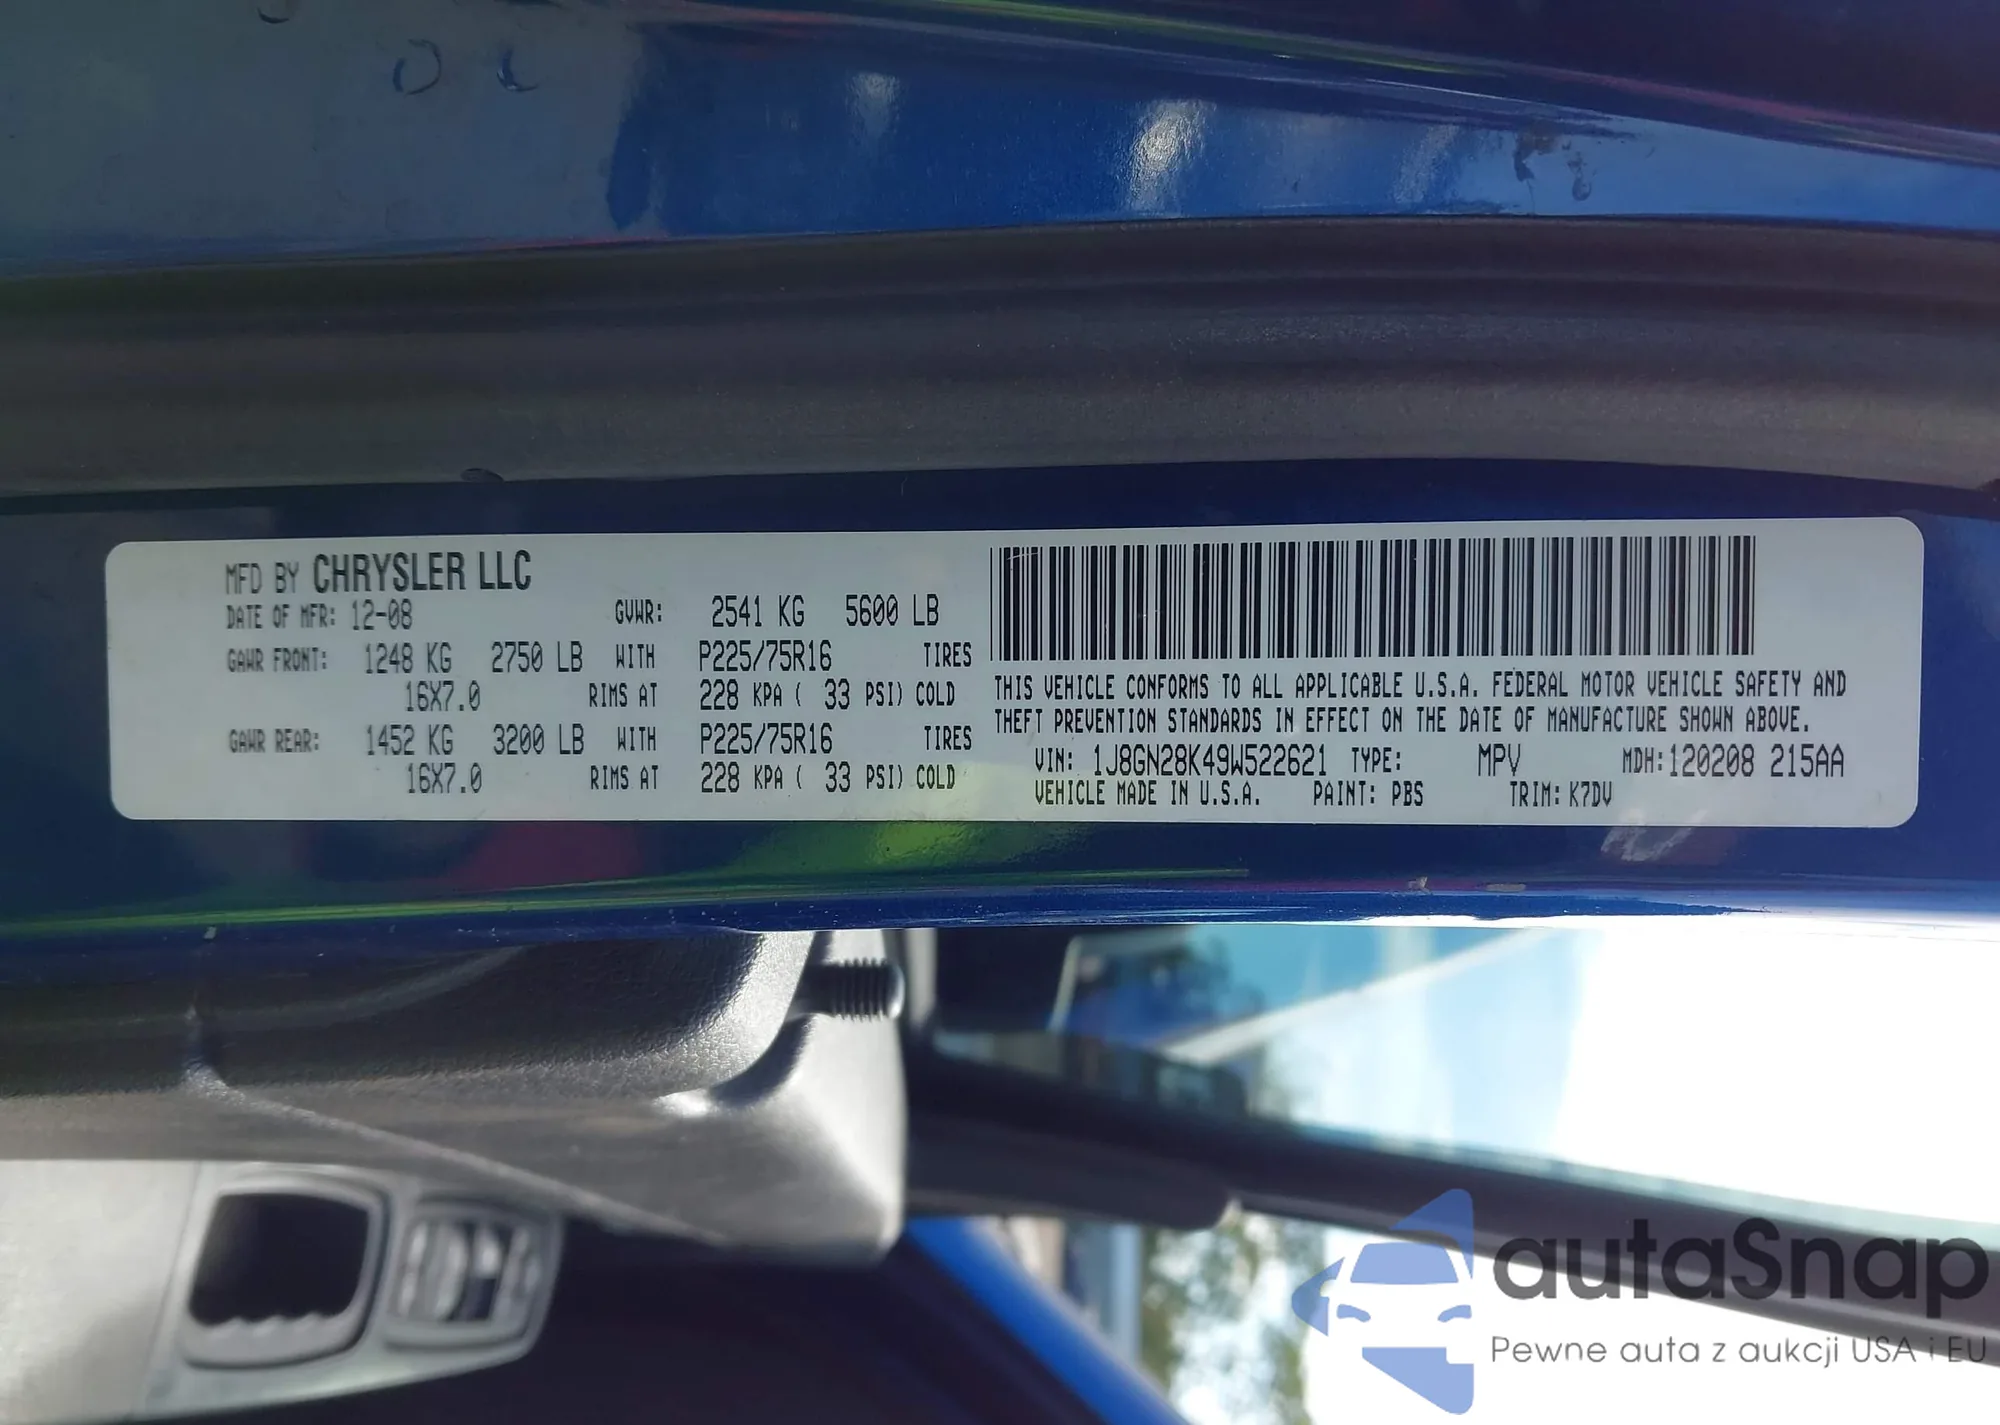 MFD BY CHRYSLER LLC
DATE OF MFR: 12-08 GVWR: 2541 KG 5600 LB
GAWR FRONT: 1248 KG 2750 LB WITH P225/75R16 TIRES
16X7.0 RIMS AT 228 KPA ( 33 PSI) COLD
GAWR REAR: 1452 KG 3200 LB WITH P225/75R16 TIRES
16X7.0 RIMS AT 228 KPA ( 33 PSI) COLD
THIS VEHICLE CONFORMS TO ALL APPLICABLE U.S.A. FEDERAL MOTOR VEHICLE SAFETY AND
THEFT PREVENTION STANDARDS IN EFFECT ON THE DATE OF MANUFACTURE SHOWN ABOVE.
VIN: 1J8GN28K49W522621 TYPE: MPV MDH:120208 215AA
VEHICLE MADE IN U.S.A. PAINT: PBS TRIM: K7DV
autaSnap
Pewne auta z aukcji USA i EU